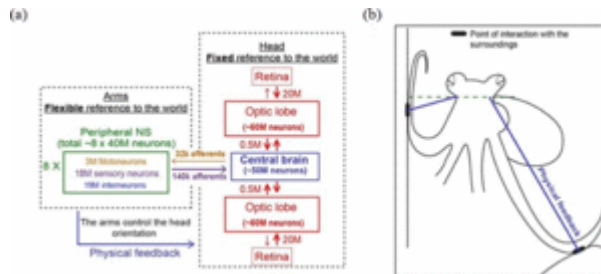 (a)
Head
Fixed reference to the world
Retina
20M
Optic lobe
(~60M neurons)
0.5M
Central brain
(~50M neurons)
0.5M
Optic lobe
(~60M neurons)
20M
Retina
Arms
Flexible reference to the world
Peripheral NS
(total ~8 x 40M neurons)
8 X
3M Motoneurons
18M sensory neurons
19M interneurons
32k efferents
140k afferents
The arms control the head
orientation
Physical feedback
(b)
Point of interaction with the
surroundings
Physical feedback